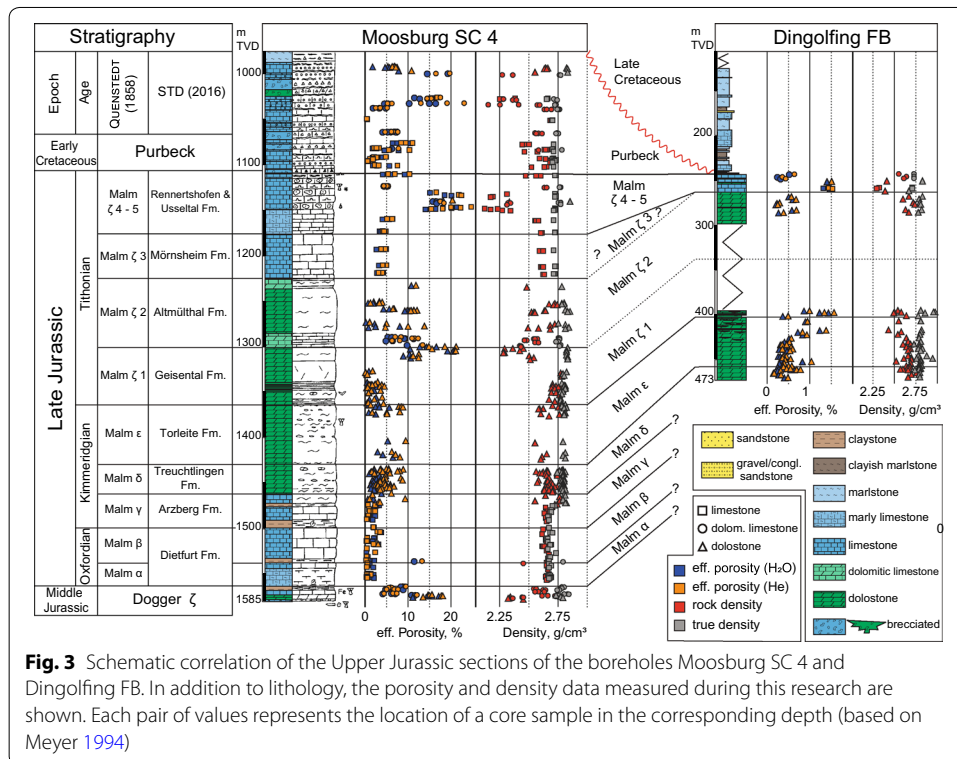 Stratigraphy
m
TVD
Moosburg SC 4
m
TVD
Dingolfing FB
Epoch
Age
QUENSTEDT
(1858)
STD (2016)
Early
Cretaceous
Purbeck
Late Jurassic
Tithonian
Kimmeridgian
Oxfordian
Malm
ζ 4 - 5
Rennertshofen &
Usseltal Fm.
Malm ζ 3
Mörnsheim Fm.
Malm ζ 2
Altmülthal Fm.
Malm ζ 1
Geisental Fm.
Malm ε
Torleite Fm.
Malm δ
Treuchtlingen
Fm.
Malm γ
Arzberg Fm.
Malm β
Dietfurt Fm.
Malm α
Middle
Jurassic
Dogger ζ
1000
1100
1200
1300
1400
1500
1585
0
10
20
eff. Porosity, %
2.25
2.75
Density, g/cm³
Late
Cretaceous
Purbeck
Malm
ζ 4 - 5
? Malm ζ 3 ?
Malm ζ 2
Malm ζ 1
Malm ε
Malm δ
Malm γ ?
Malm β ?
Malm α ?
?
200
300
400
473
0
1
eff. Porosity, %
2.25
2.75
Density, g/cm³
sandstone
gravel/congl.
sandstone
limestone
dolom. limestone
dolostone
eff. porosity (H₂O)
eff. porosity (He)
rock density
true density
claystone
clayish marlstone
marlstone
marly limestone
limestone
dolomitic limestone
dolostone
brecciated
0
Fig. 3 Schematic correlation of the Upper Jurassic sections of the boreholes Moosburg SC 4 and
Dingolfing FB. In addition to lithology, the porosity and density data measured during this research are
shown. Each pair of values represents the location of a core sample in the corresponding depth (based on
Meyer 1994)